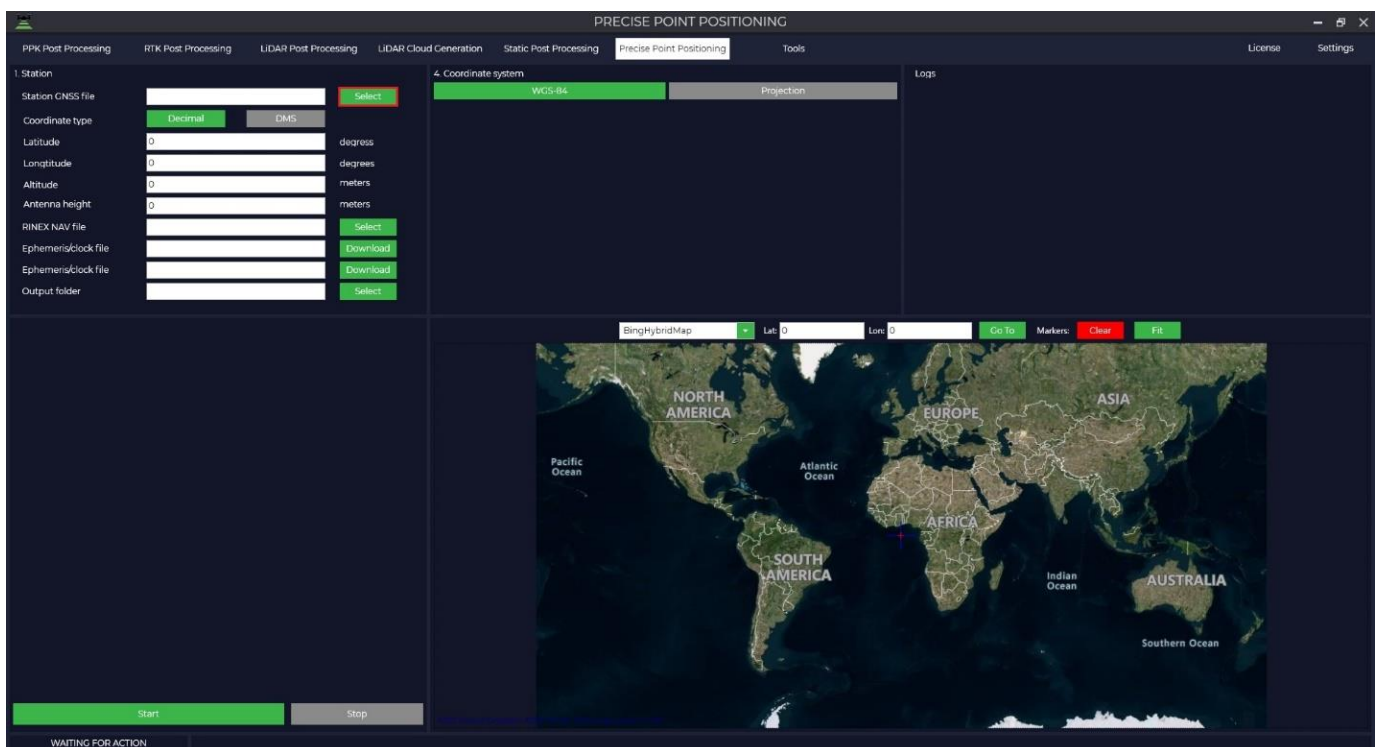 PRECISE POINT POSITIONING
PPK Post Processing RTK Post Processing LiDAR Post Processing LiDAR Cloud Generation Static Post Processing Precise Point Positioning Tools License Settings
1. Station
Station GNSS file Select
Coordinate type Decimal DMS
Latitude 0 degress
Longtitude 0 degrees
Altitude 0 meters
Antenna height 0 meters
RINEX NAV file Select
Ephemeris/clock file Download
Ephemeris/clock file Download
Output folder Select
4. Coordinate system
WGS-84 Projection
Logs
BingHybridMap Lat: 0 Lon: 0 Go To Markers: Clear Fit
NORTH
AMERICA
EUROPE
ASIA
Pacific
Ocean
Atlantic
Ocean
AFRICA
SOUTH
AMERICA
Indian
Ocean
AUSTRALIA
Southern Ocean
Start Stop
WAITING FOR ACTION